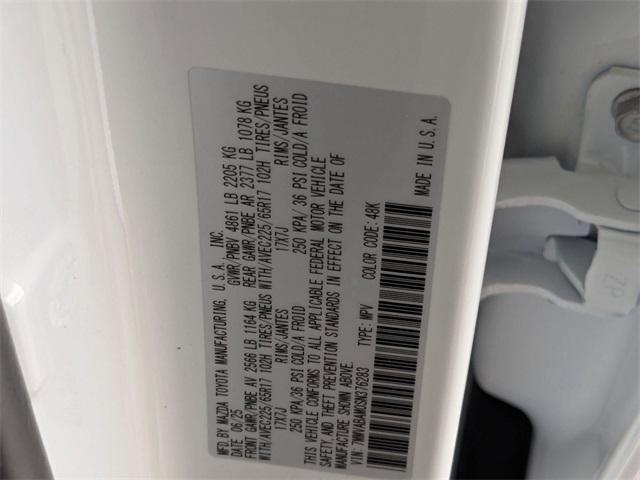 MFD. BY MAZDA TOYOTA MANUFACTURING, U.S.A., INC.
DATE 06/25 GWVR/PNBV 4861 LB 2205 KG
FRONT GAWR/PNBE AV 2566 LB 1164 KG REAR GAWR/PNBE AR 2377 LB 1078 KG
WITH/AVEC225/65R17 102H TIRES/PNEUS WITH/AVEC225/65R17 102H TIRES/PNEUS
17X7J RIMS/JANTES 17X7J RIMS/JANTES
250 KPA/36 PSI COLD/A FROID 250 KPA/ 36 PSI COLD/A FROID
THIS VEHICLE CONFORMS TO ALL APPLICABLE FEDERAL MOTOR VEHICLE
SAFETY, AND THEFT PREVENTION STANDARDS IN EFFECT ON THE DATE OF
MANUFACTURE SHOWN ABOVE.
VIN: TYPE: MPV COLOR CODE: 48K
MADE IN U.S.A.
ZP